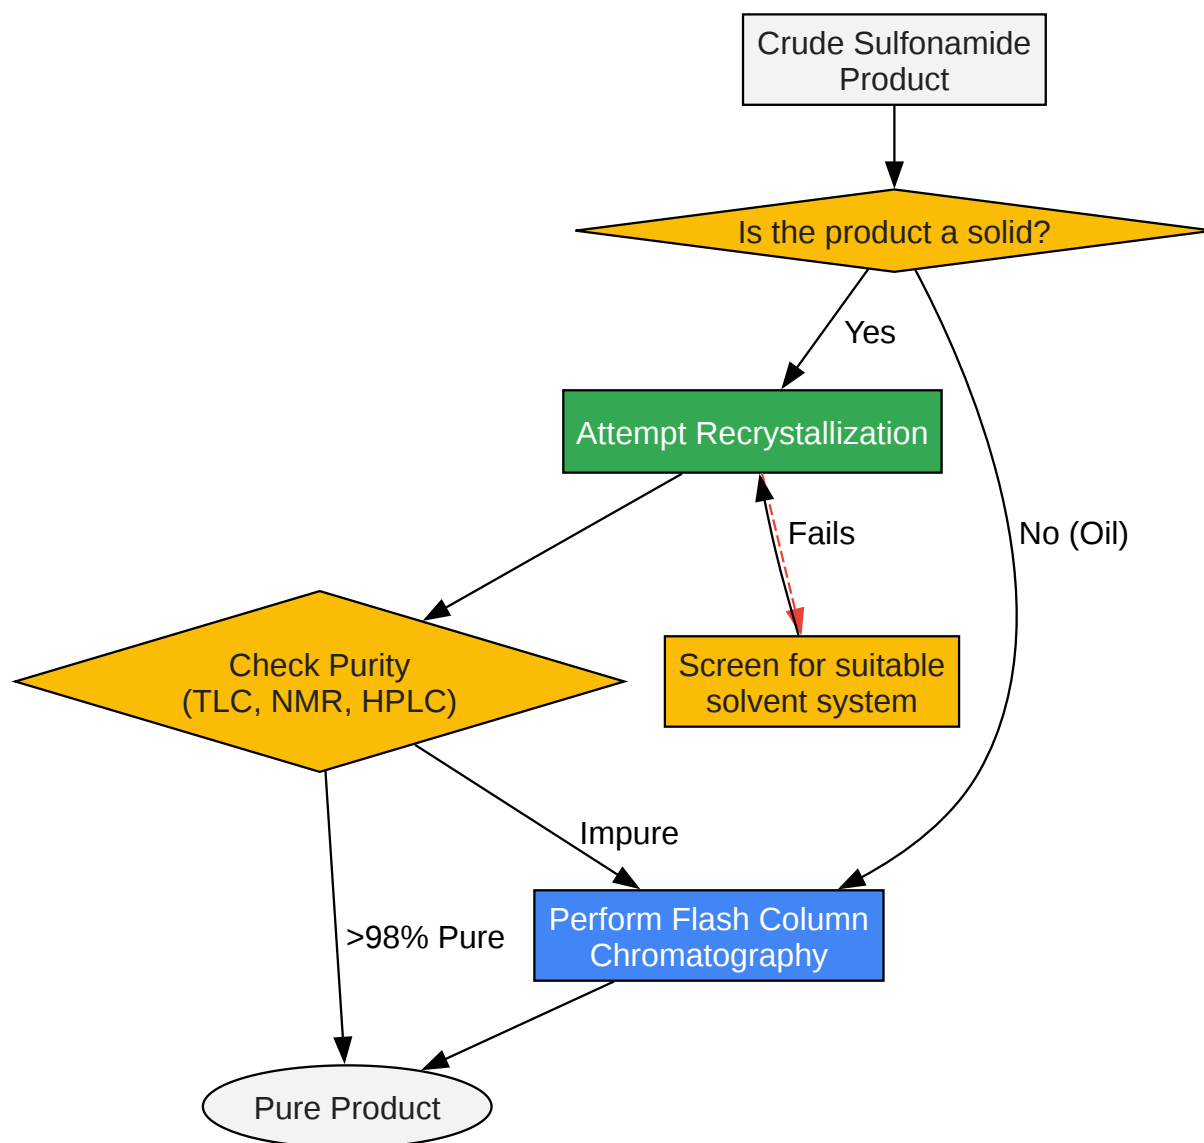 Crude Sulfonamide
Product
Is the product a solid?
Yes
Attempt Recrystallization
Fails
No (Oil)
Check Purity
(TLC, NMR, HPLC)
Screen for suitable
solvent system
Impure
Perform Flash Column
Chromatography
>98% Pure
Pure Product